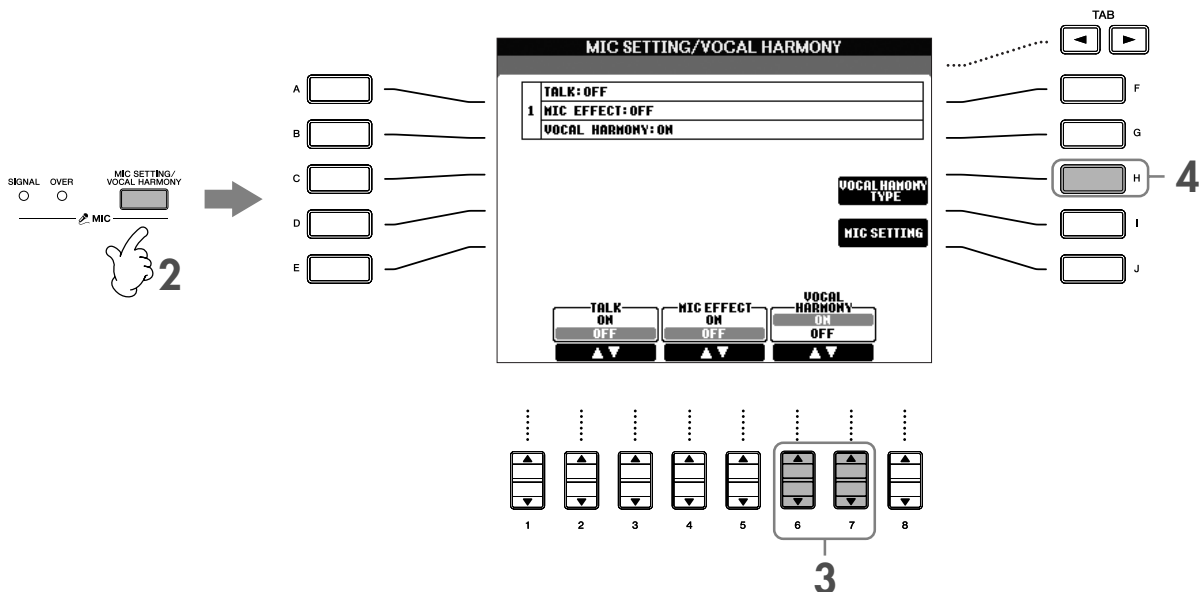 TAB
MIC SETTING/VOCAL HARMONY
A
F
TALK:OFF
1 MIC EFFECT:OFF
VOCAL HARMONY:ON
B
G
SIGNAL OVER MIC SETTING/
VOCAL HARMONY
MIC
2
C
H
4
VOCAL HAMONY
TYPE
D
I
MIC SETTING
E
J
TALK
ON
OFF
MIC EFFECT
ON
OFF
VOCAL
HARMONY
ON
OFF
1 2 3 4 5 6 7 8
3